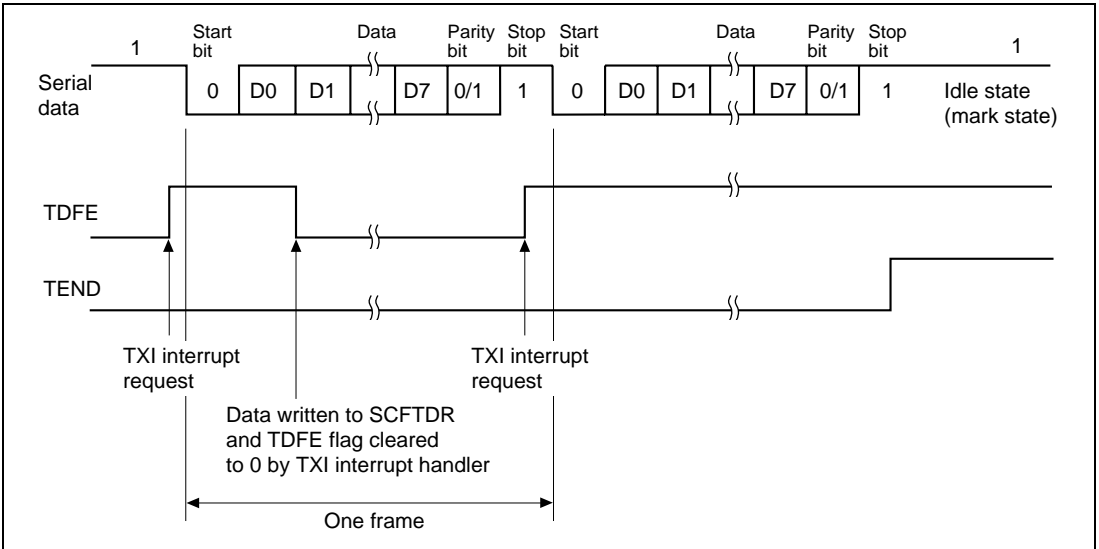 1
Start bit
Data
Parity bit
Stop bit
Start bit
Data
Parity bit
Stop bit
1
Serial data
0
D0
D1
D7
0/1
1
0
D0
D1
D7
0/1
1
Idle state
(mark state)
TDFE
TEND
TXI interrupt
request
TXI interrupt
request
Data written to SCFTDR
and TDFE flag cleared
to 0 by TXI interrupt handler
One frame